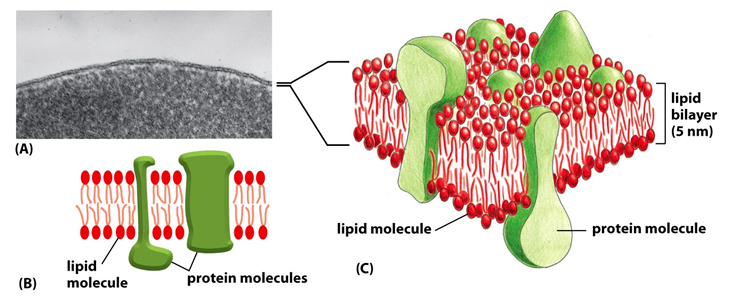 (A)
lipid
molecule
protein molecules
(B)
lipid
bilayer
(5 nm)
lipid molecule
protein molecule
(C)